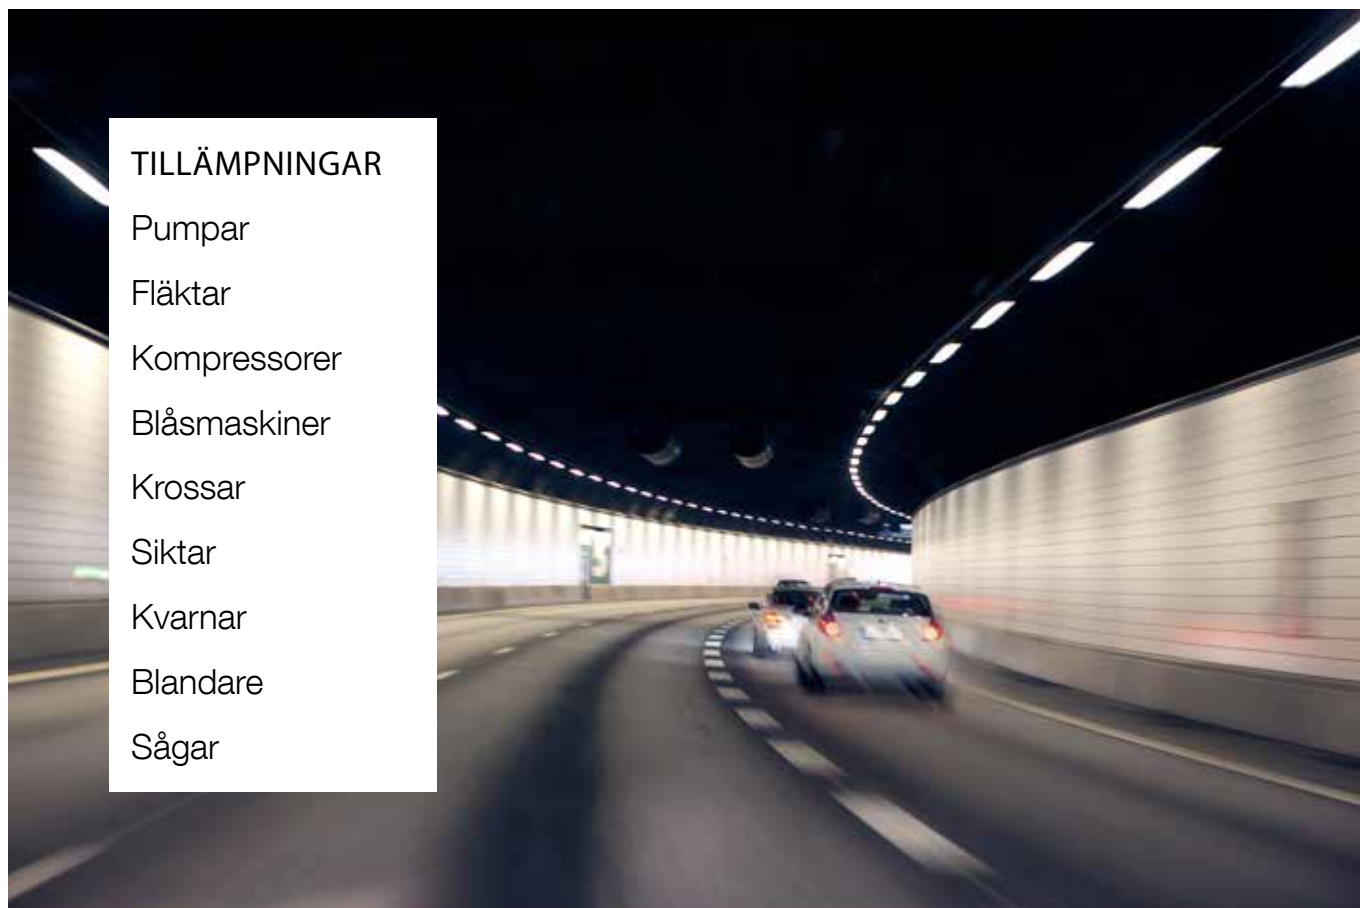 TILLÄMPNINGAR
Pumpar
Fläktar
Kompressorer
Blåsmaskiner
Krossar
Siktar
Kvarnar
Blandare
Sågar